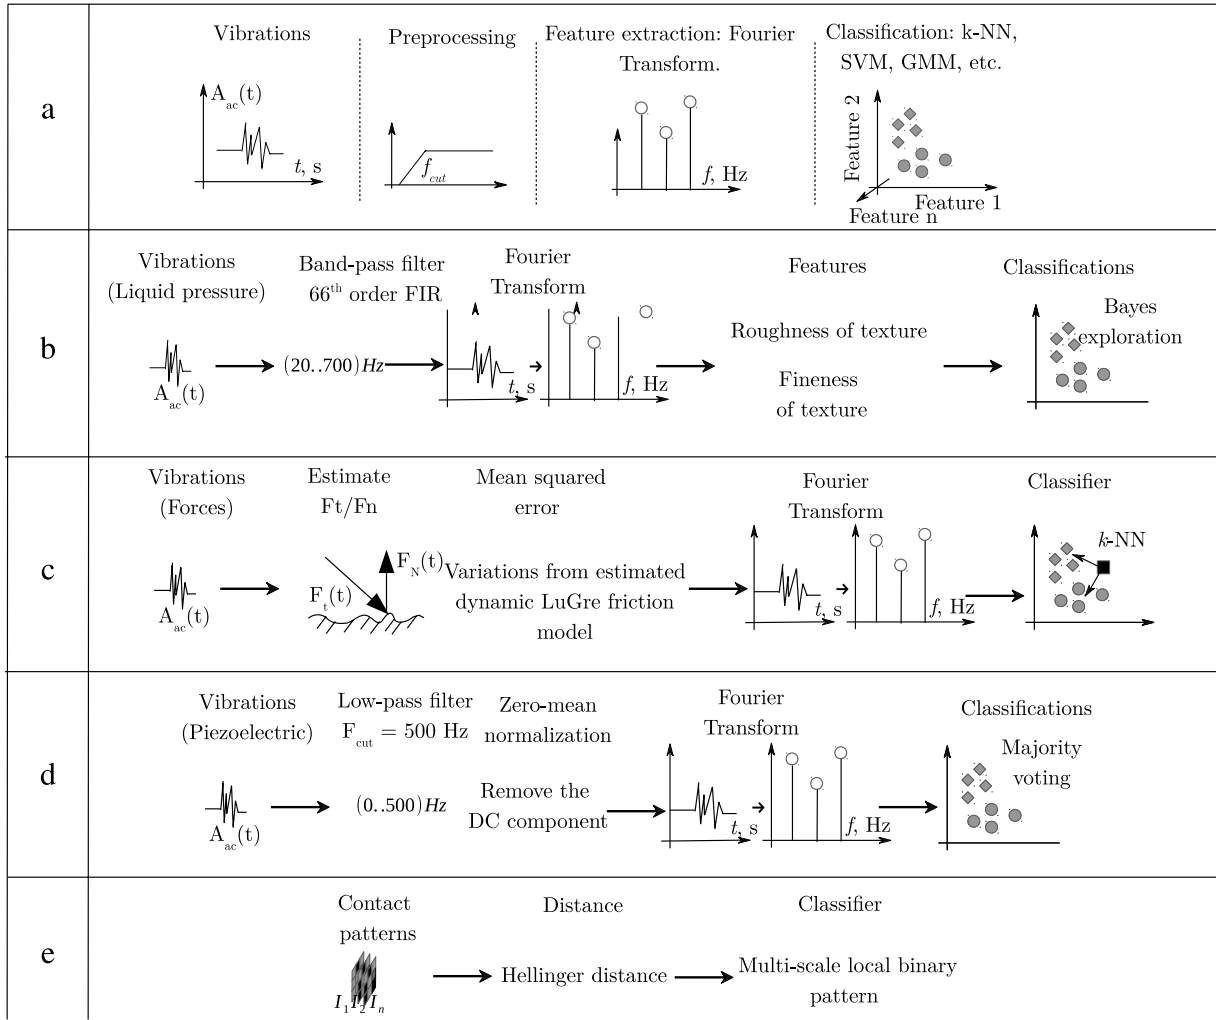 a
Vibrations
A_ac(t)
t, s
Preprocessing
f_cut
Feature extraction: Fourier
Transform.
f, Hz
Classification: k-NN,
SVM, GMM, etc.
Feature 2
Feature 1
Feature n
b
Vibrations
(Liquid pressure)
A_ac(t)
Band-pass filter
66th order FIR
(20..700)Hz
Fourier
Transform
t, s
f, Hz
Features
Roughness of texture
Fineness
of texture
Classifications
Bayes
exploration
c
Vibrations
(Forces)
A_ac(t)
Estimate
Ft/Fn
F_N(t)
F_t(t)
Mean squared
error
Variations from estimated
dynamic LuGre friction
model
Fourier
Transform
t, s
f, Hz
Classifier
k-NN
d
Vibrations
(Piezoelectric)
A_ac(t)
Low-pass filter
F_cut = 500 Hz
(0..500)Hz
Zero-mean
normalization
Remove the
DC component
Fourier
Transform
t, s
f, Hz
Classifications
Majority
voting
e
Contact
patterns
I_1 I_2 I_n
Distance
Hellinger distance
Classifier
Multi-scale local binary
pattern